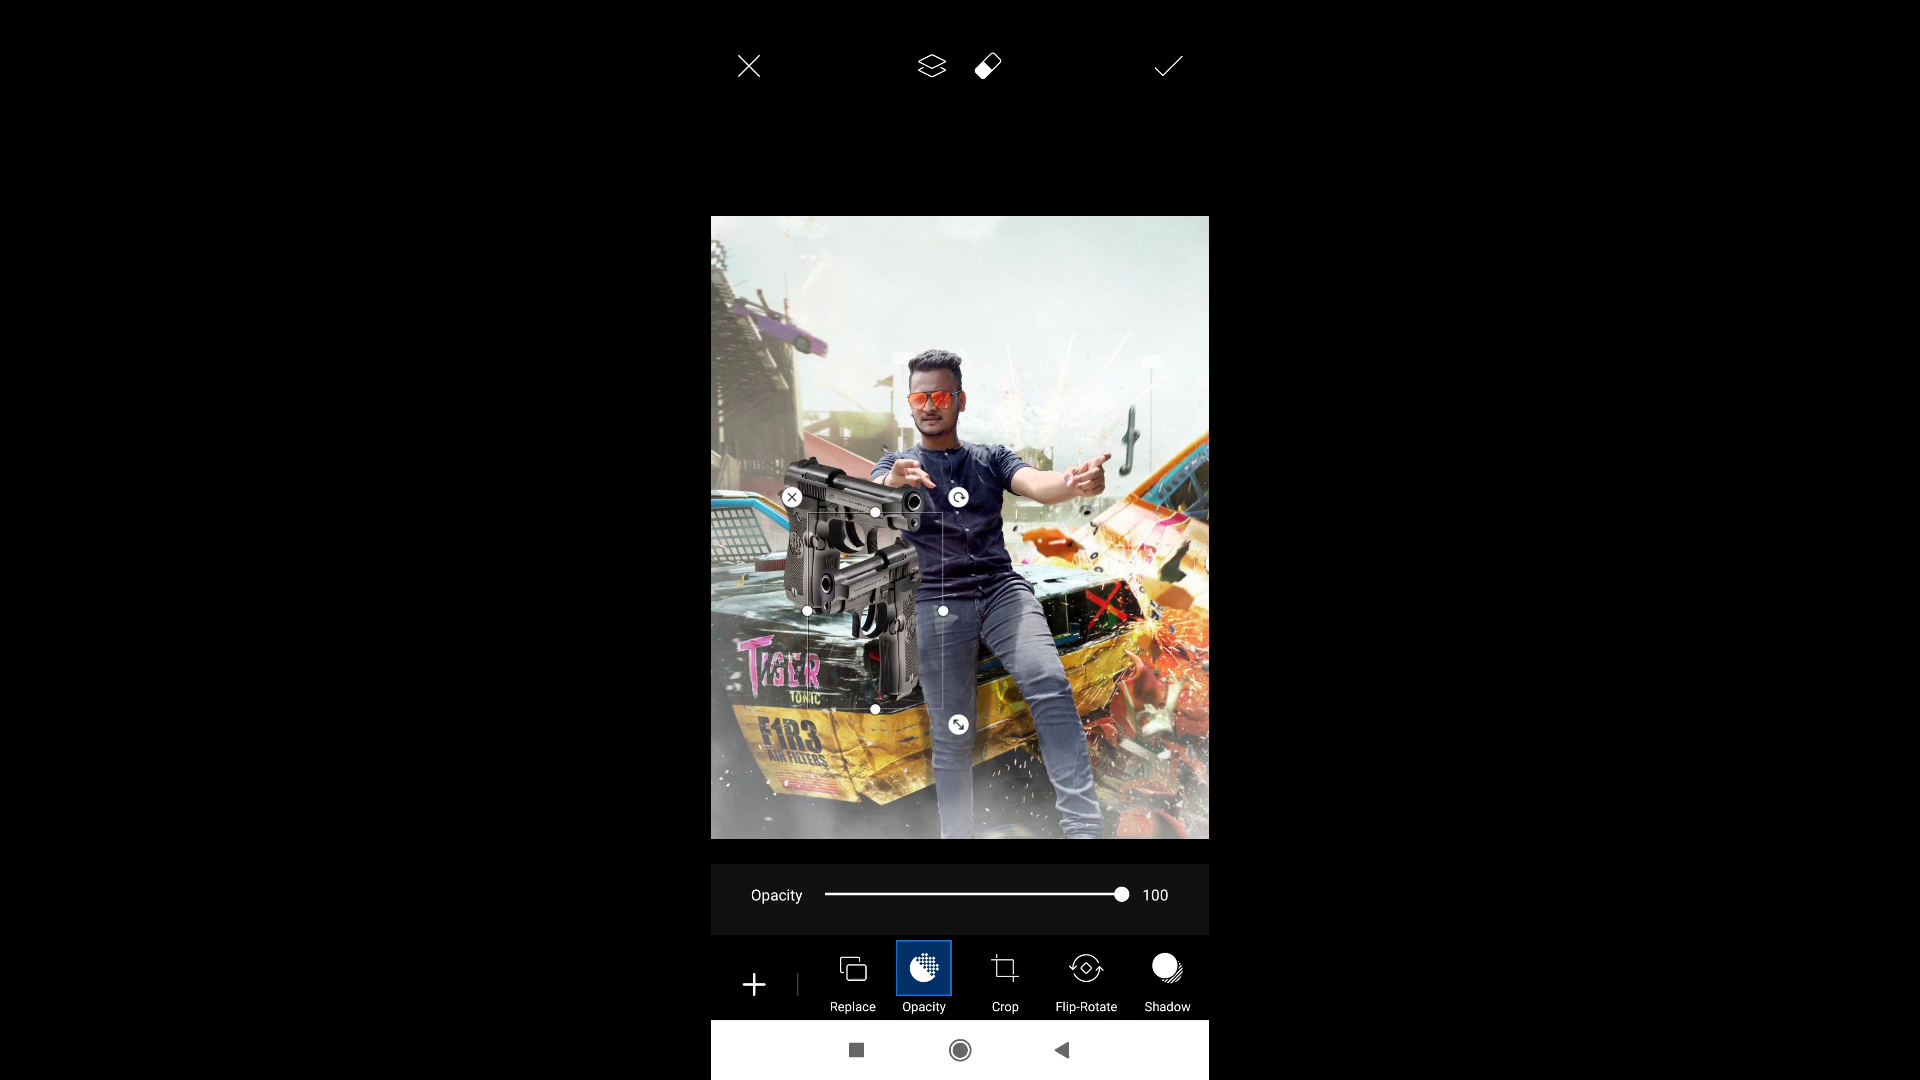 TIGER
TONIC
F1R3
AIR FILTERS
Opacity 100
Replace Opacity Crop Flip-Rotate Shadow